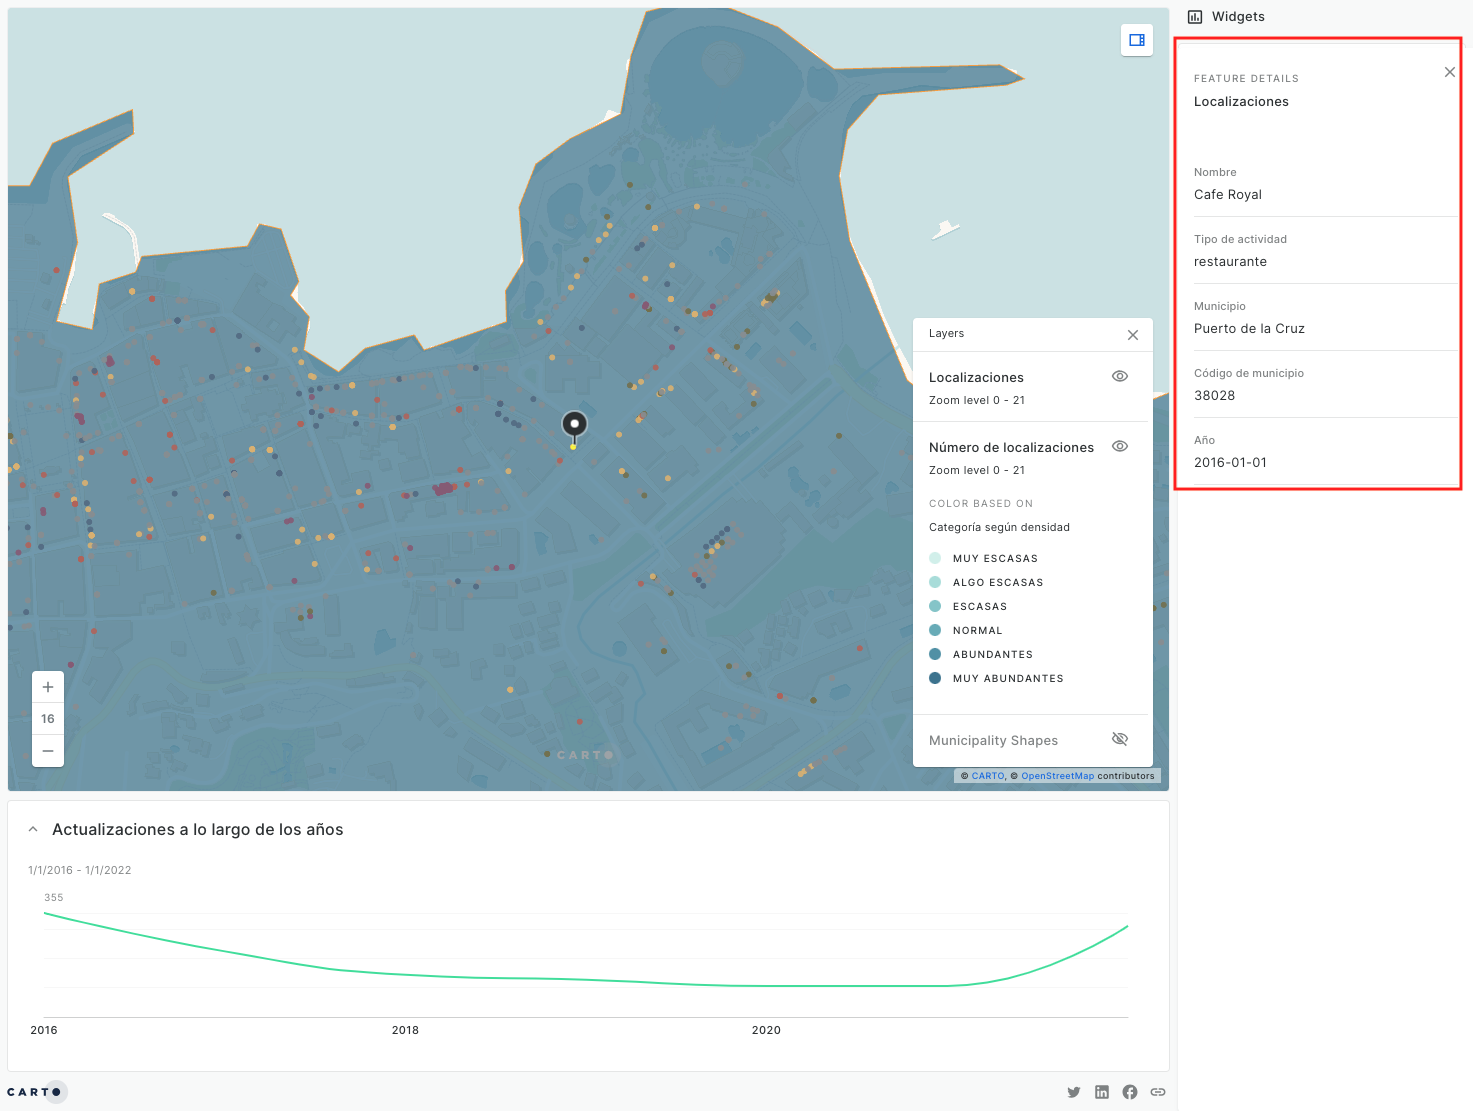 Widgets
FEATURE DETAILS
Localizaciones
Nombre
Cafe Royal
Tipo de actividad
restaurante
Municipio
Puerto de la Cruz
Código de municipio
38028
Año
2016-01-01
Layers
Localizaciones
Zoom level 0 - 21
Número de localizaciones
Zoom level 0 - 21
COLOR BASED ON
Categoría según densidad
MUY ESCASAS
ALGO ESCASAS
ESCASAS
NORMAL
ABUNDANTES
MUY ABUNDANTES
Municipality Shapes
16
CARTO
© CARTO, © OpenStreetMap contributors
Actualizaciones a lo largo de los años
1/1/2016 - 1/1/2022
355
2016 2018 2020
CARTO